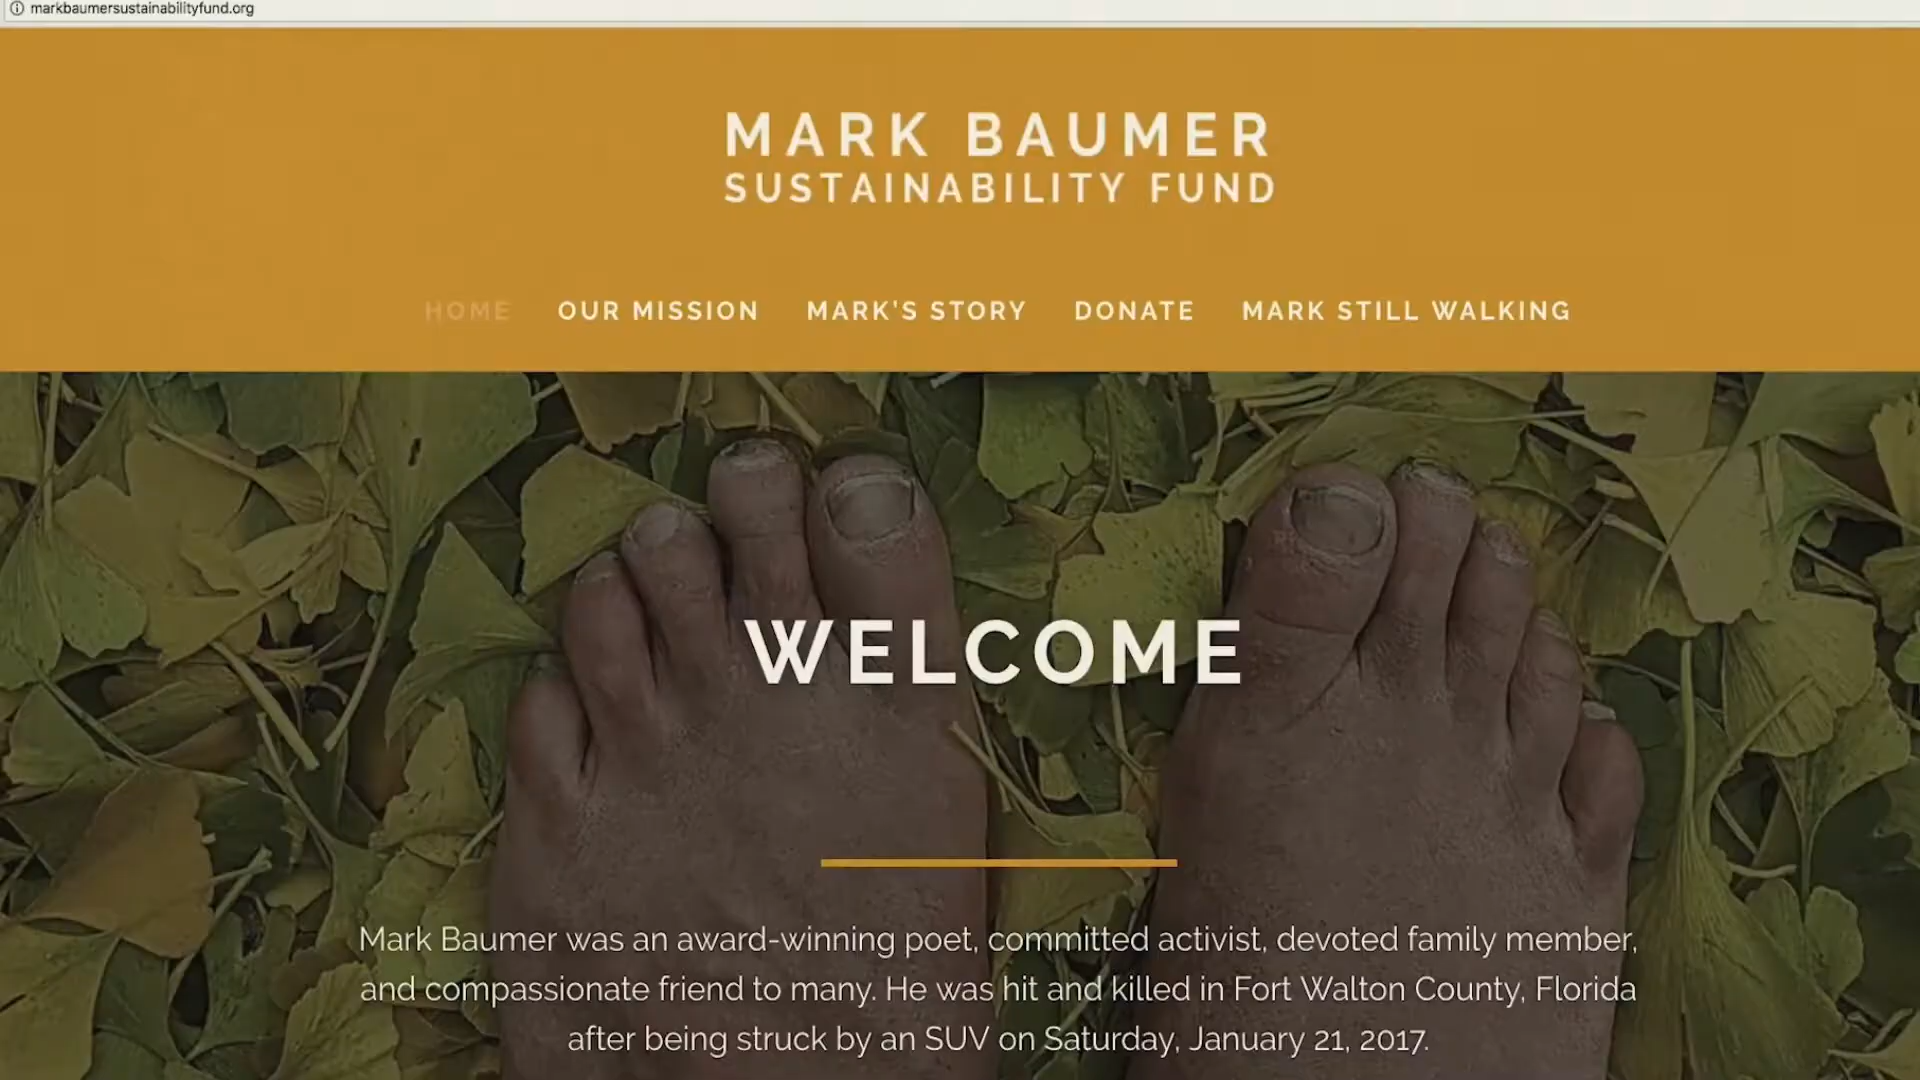 markbaumersustainabilityfund.org
MARK BAUMER
SUSTAINABILITY FUND
HOME OUR MISSION MARK'S STORY DONATE MARK STILL WALKING
WELCOME
Mark Baumer was an award-winning poet, committed activist, devoted family member,
and compassionate friend to many. He was hit and killed in Fort Walton County, Florida
after being struck by an SUV on Saturday, January 21, 2017.